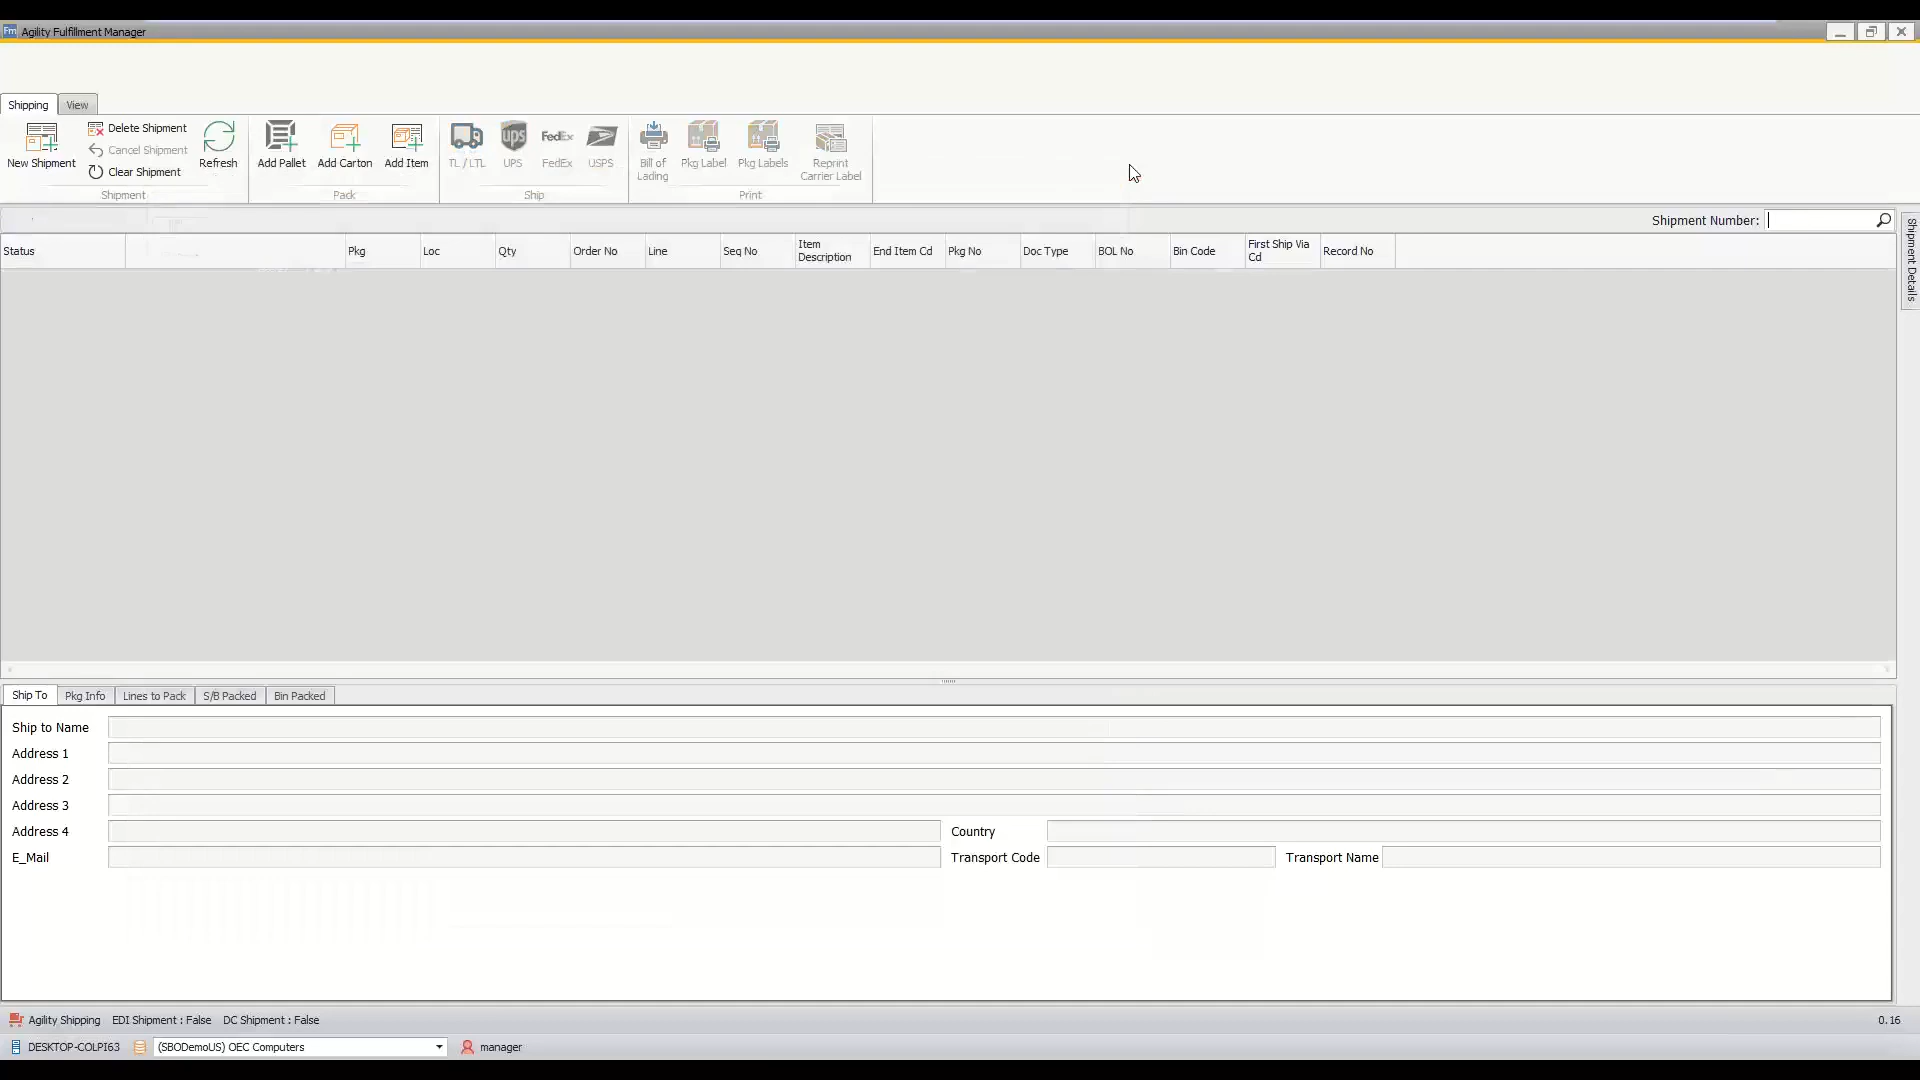 Fm Agility Fulfillment Manager
Shipping View
New Shipment
Delete Shipment
Cancel Shipment
Clear Shipment
Refresh
Shipment
Add Pallet Add Carton Add Item
Pack
TL / LTL UPS FedEx USPS
Ship
Bill of
Lading
Pkg Label Pkg Labels
Reprint
Carrier Label
Print
Shipment Number:
Status Pkg Loc Qty Order No Line Seq No
Item
Description
End Item Cd Pkg No Doc Type BOL No Bin Code
First Ship Via
Cd
Record No
Shipment Details
Ship To Pkg Info Lines to Pack S/B Packed Bin Packed
Ship to Name
Address 1
Address 2
Address 3
Address 4 Country
E_Mail Transport Code Transport Name
Agility Shipping EDI Shipment : False DC Shipment : False 0.16
DESKTOP-COLPI63 (SBODemoUS) OEC Computers manager